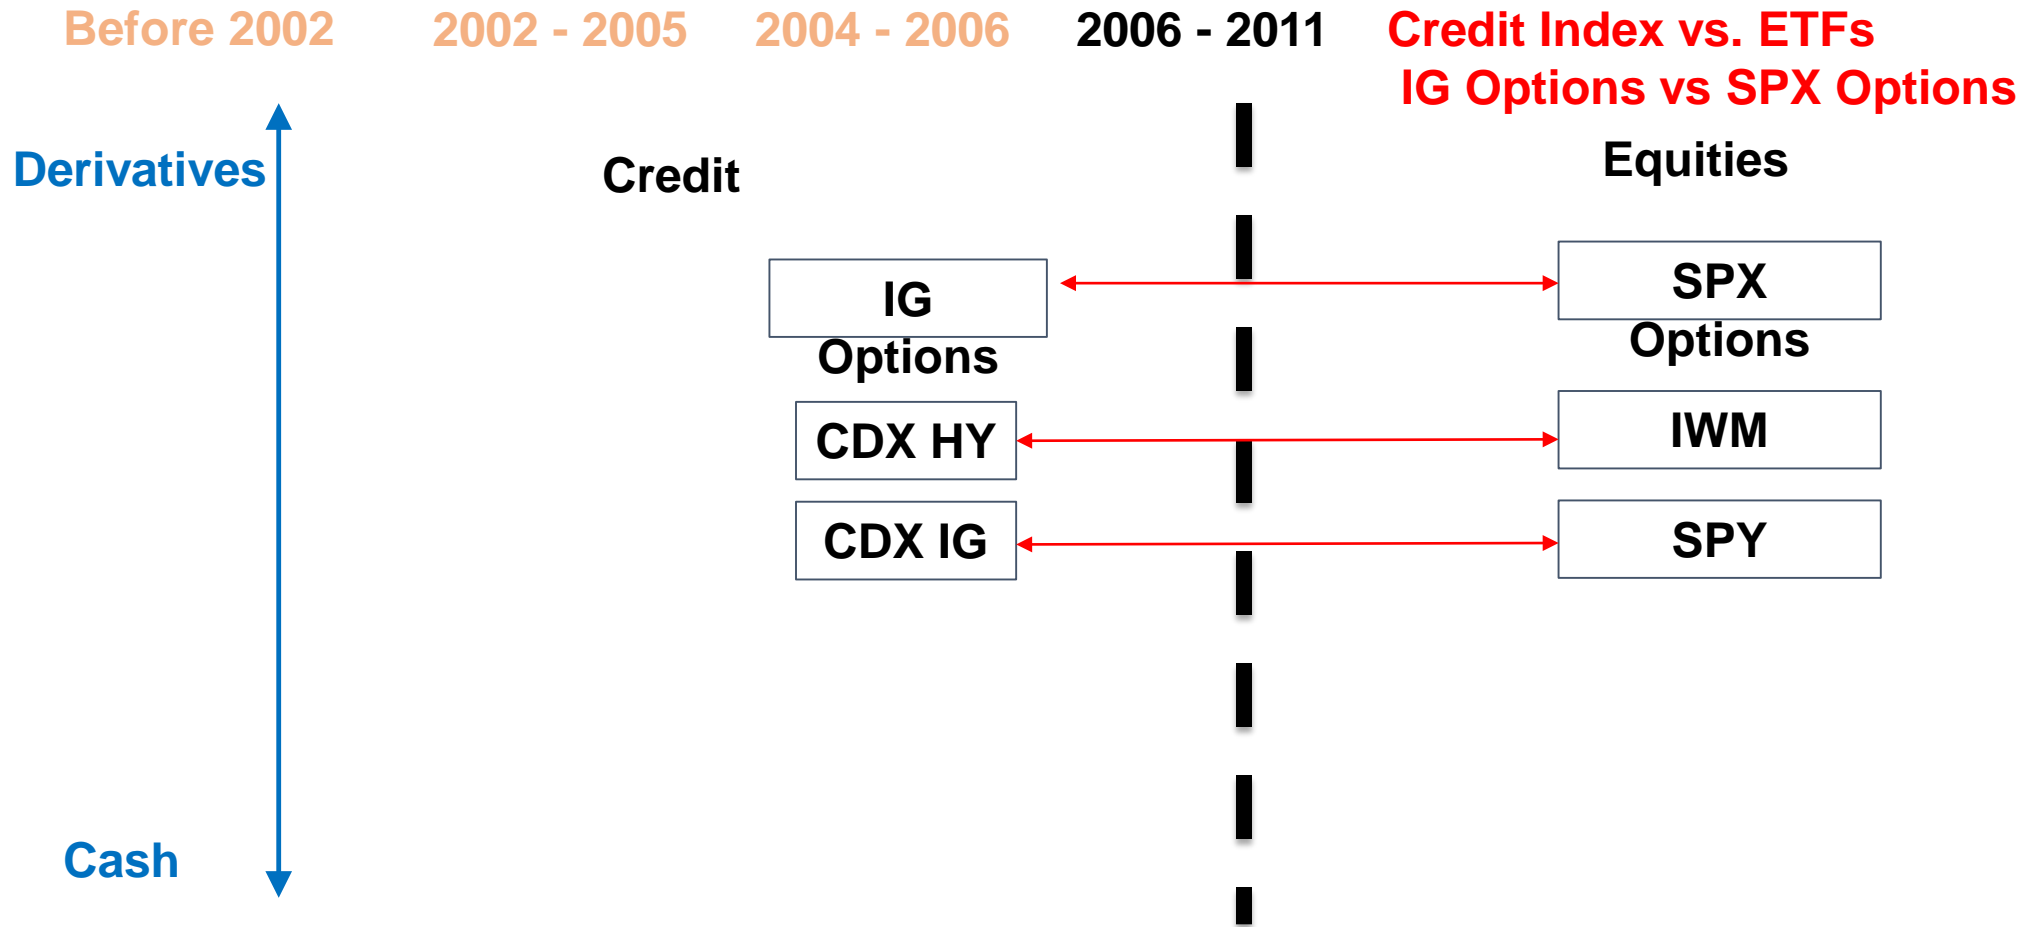 Before 2002 2002 - 2005 2004 - 2006 2006 - 2011 Credit Index vs. ETFs
IG Options vs SPX Options
Derivatives
Credit
Equities
IG
Options
SPX
Options
CDX HY
IWM
CDX IG
SPY
Cash